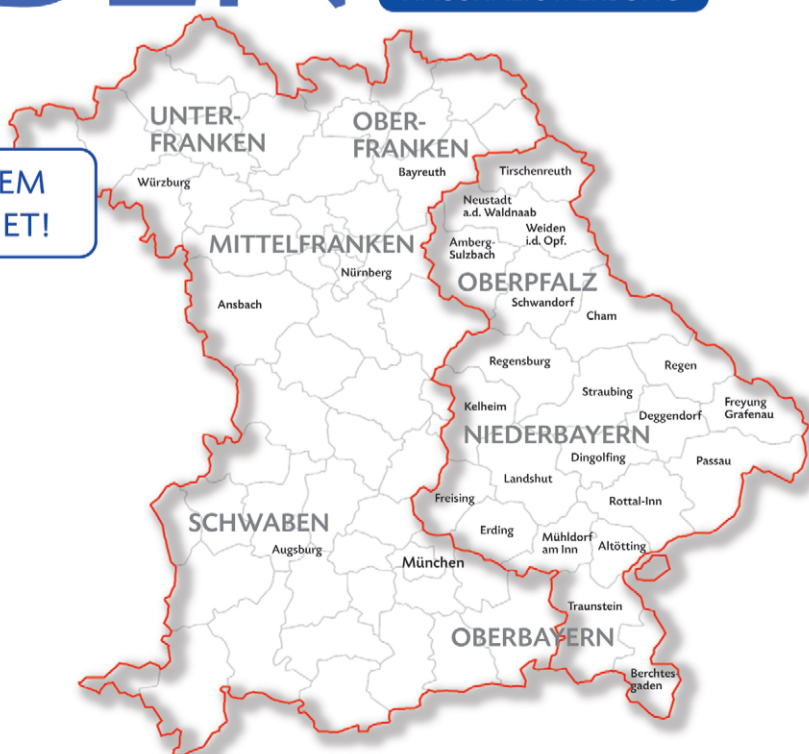 EM
ET!
UNTER-
FRANKEN
OBER-
FRANKEN
Bayreuth
Würzburg
Tirschenreuth
Neustadt
a.d. Waldnaab
Weiden
i.d. Opf.
MITTELFRANKEN
Amberg-
Sulzbach
Nürnberg
OBERPFALZ
Schwandorf
Ansbach
Cham
Regensburg
Regen
Straubing
Kelheim
Deggendorf
Freyung
Grafenau
NIEDERBAYERN
Dingolfing
Passau
Landshut
Freising
Rottal-Inn
SCHWABEN
Augsburg
Erding
Mühldorf
am Inn
Altötting
München
Traunstein
OBERBAYERN
Berchtes-
gaden